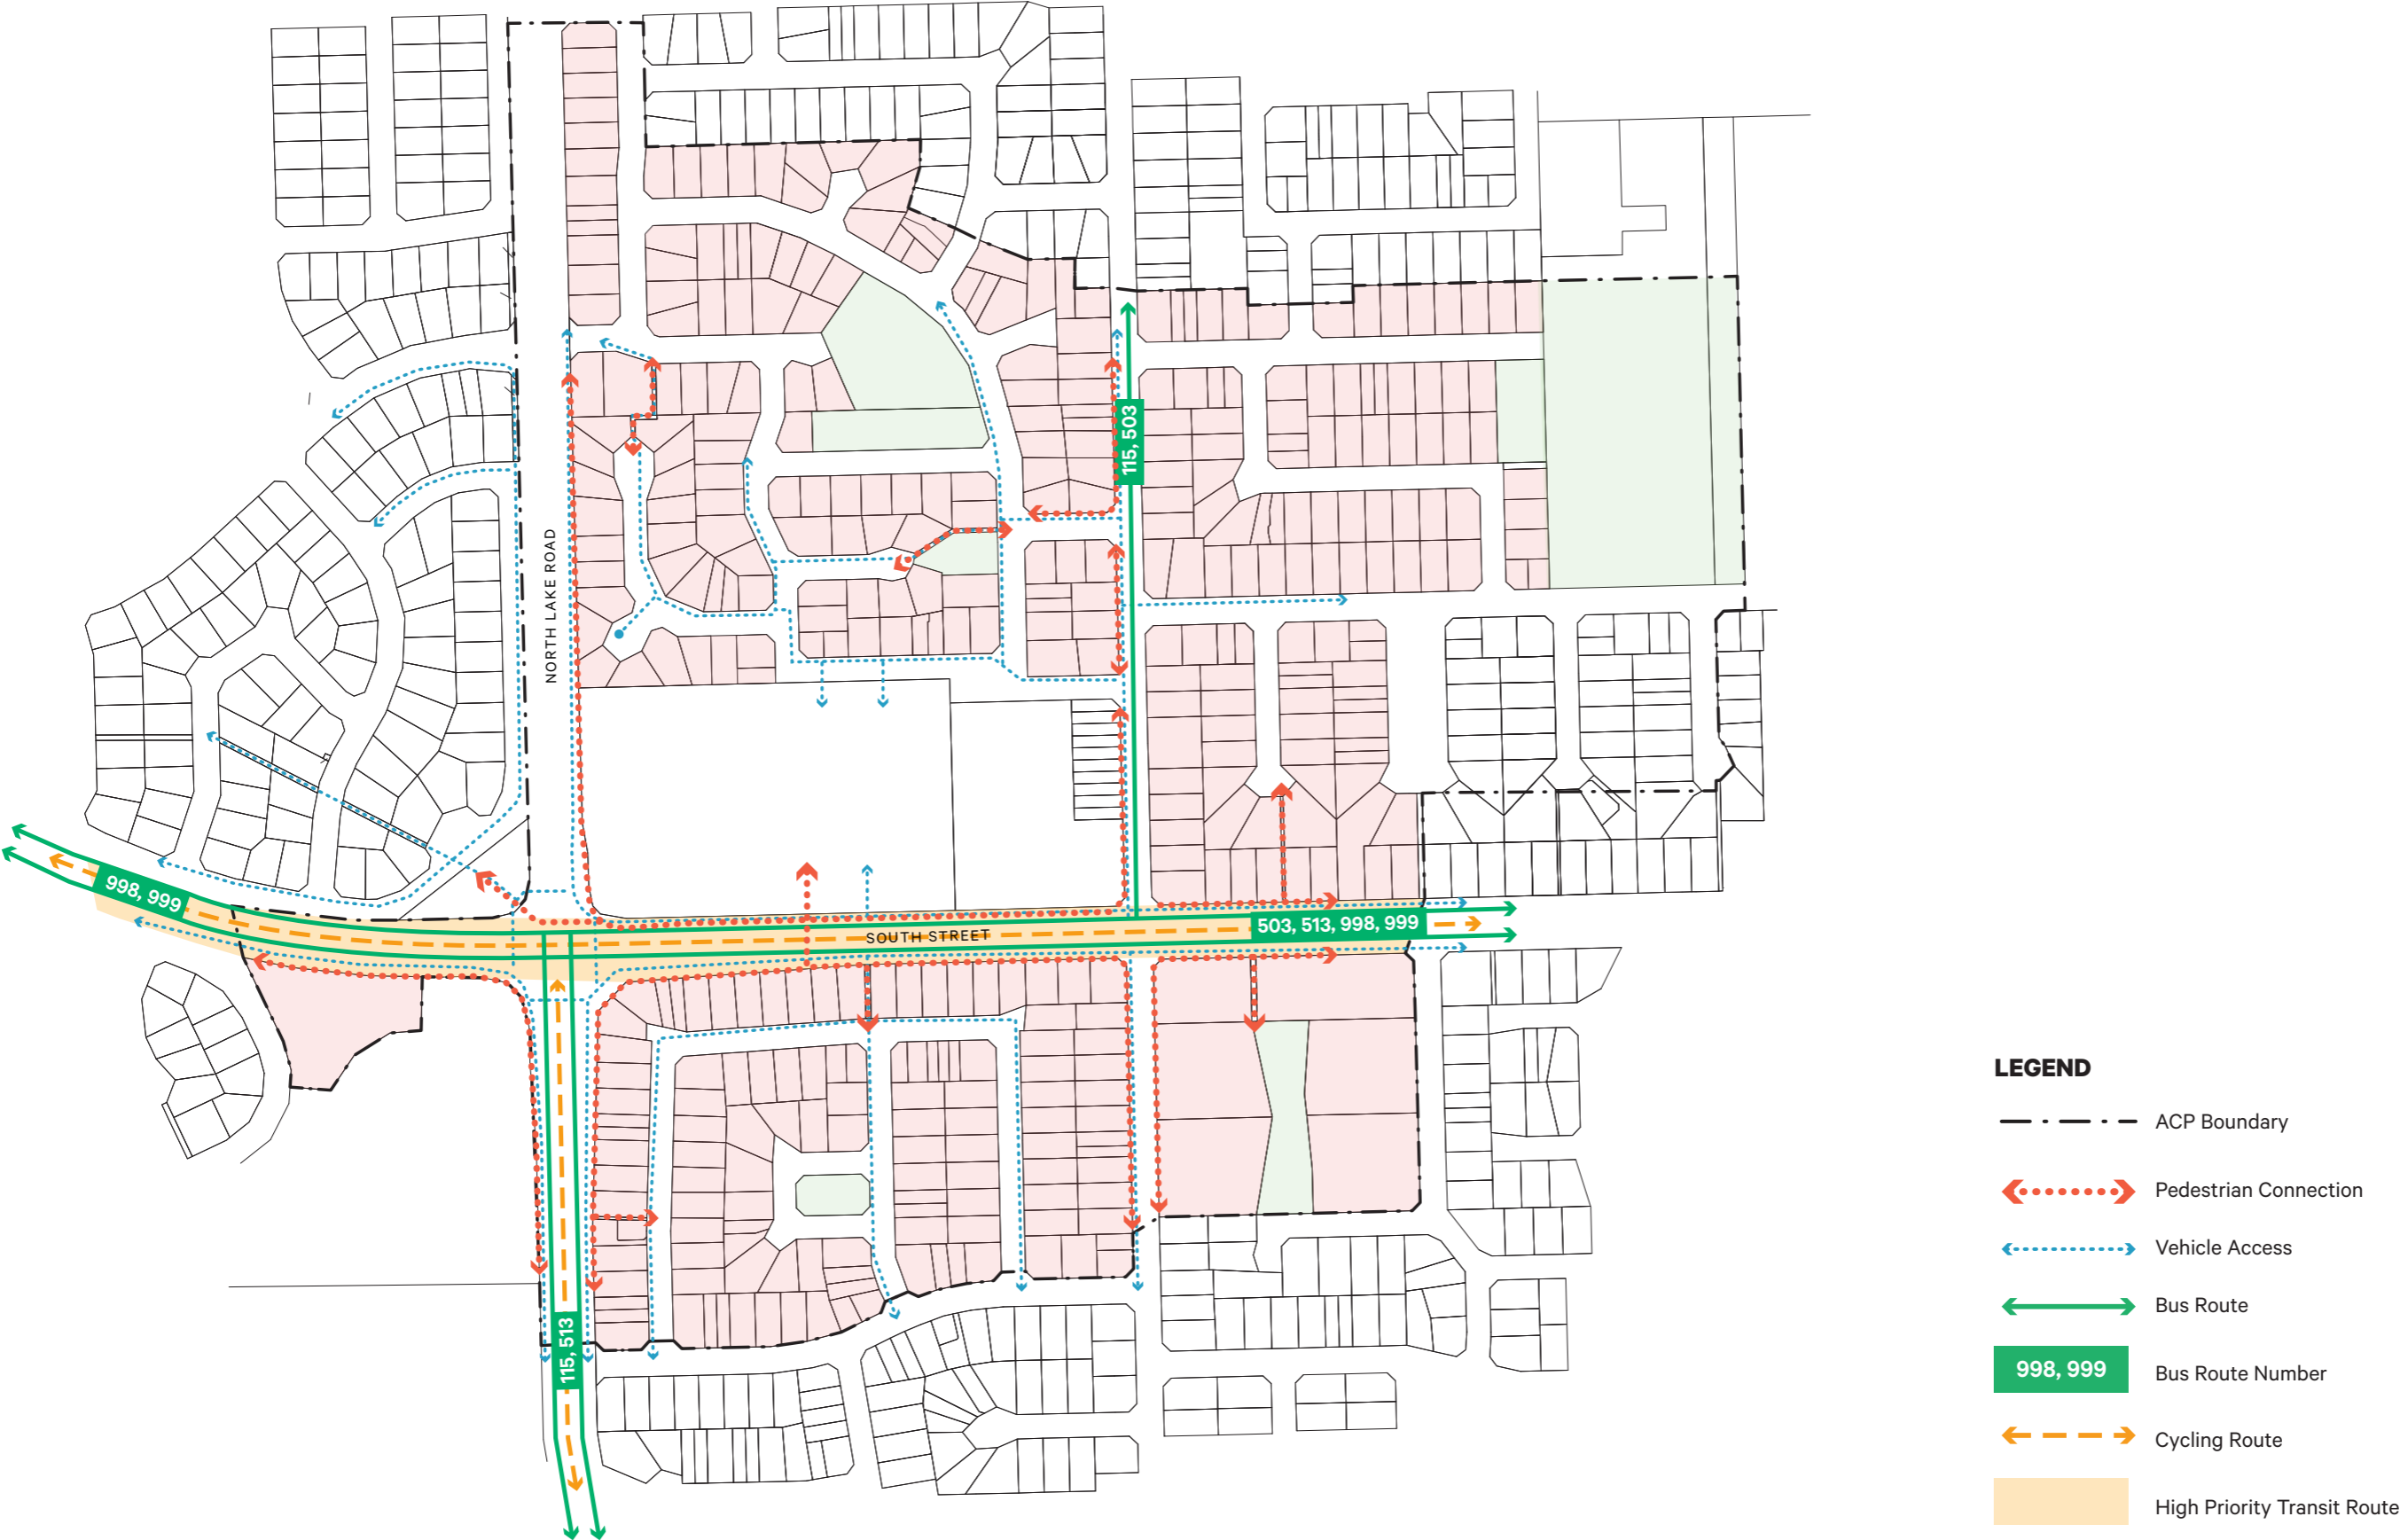 115, 503
NORTH LAKE ROAD
998, 999
503, 513, 998, 999
SOUTH STREET
115, 513
LEGEND
ACP Boundary
Pedestrian Connection
Vehicle Access
Bus Route
998, 999
Bus Route Number
Cycling Route
High Priority Transit Route